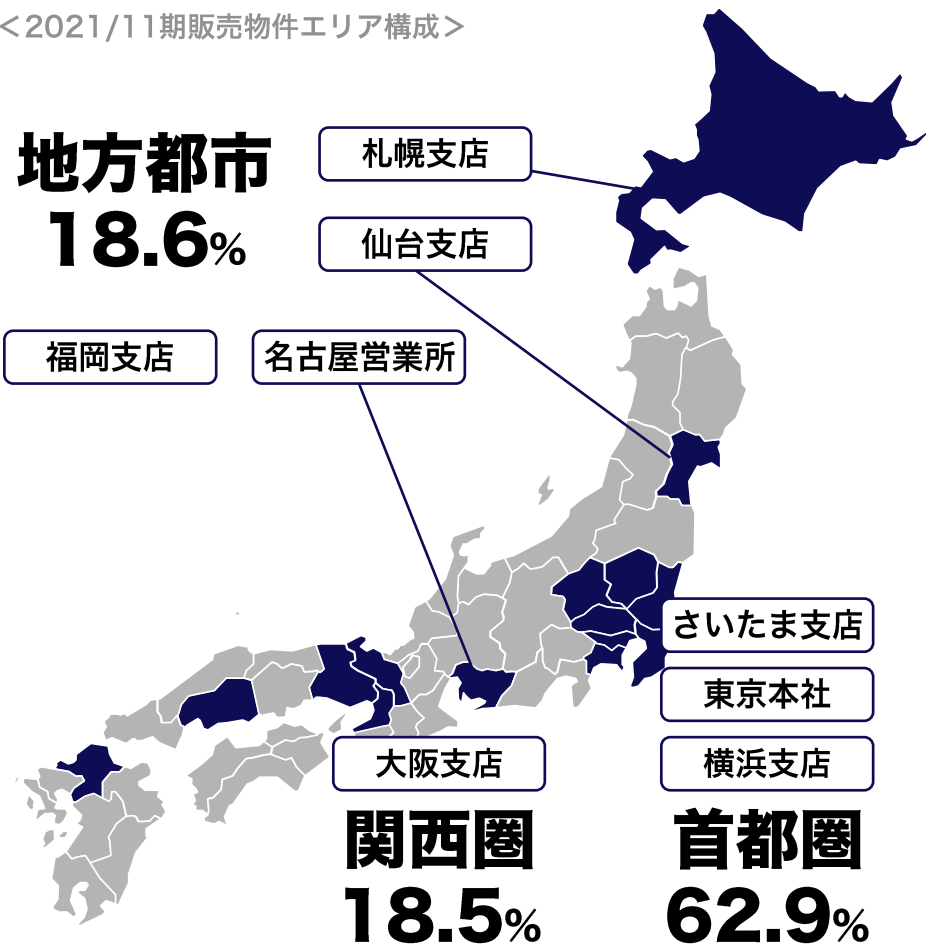 ＜2021/11期販売物件エリア構成＞
地方都市
18.6%
札幌支店
仙台支店
福岡支店
名古屋営業所
さいたま支店
東京本社
大阪支店
横浜支店
関西圏
18.5%
首都圏
62.9%